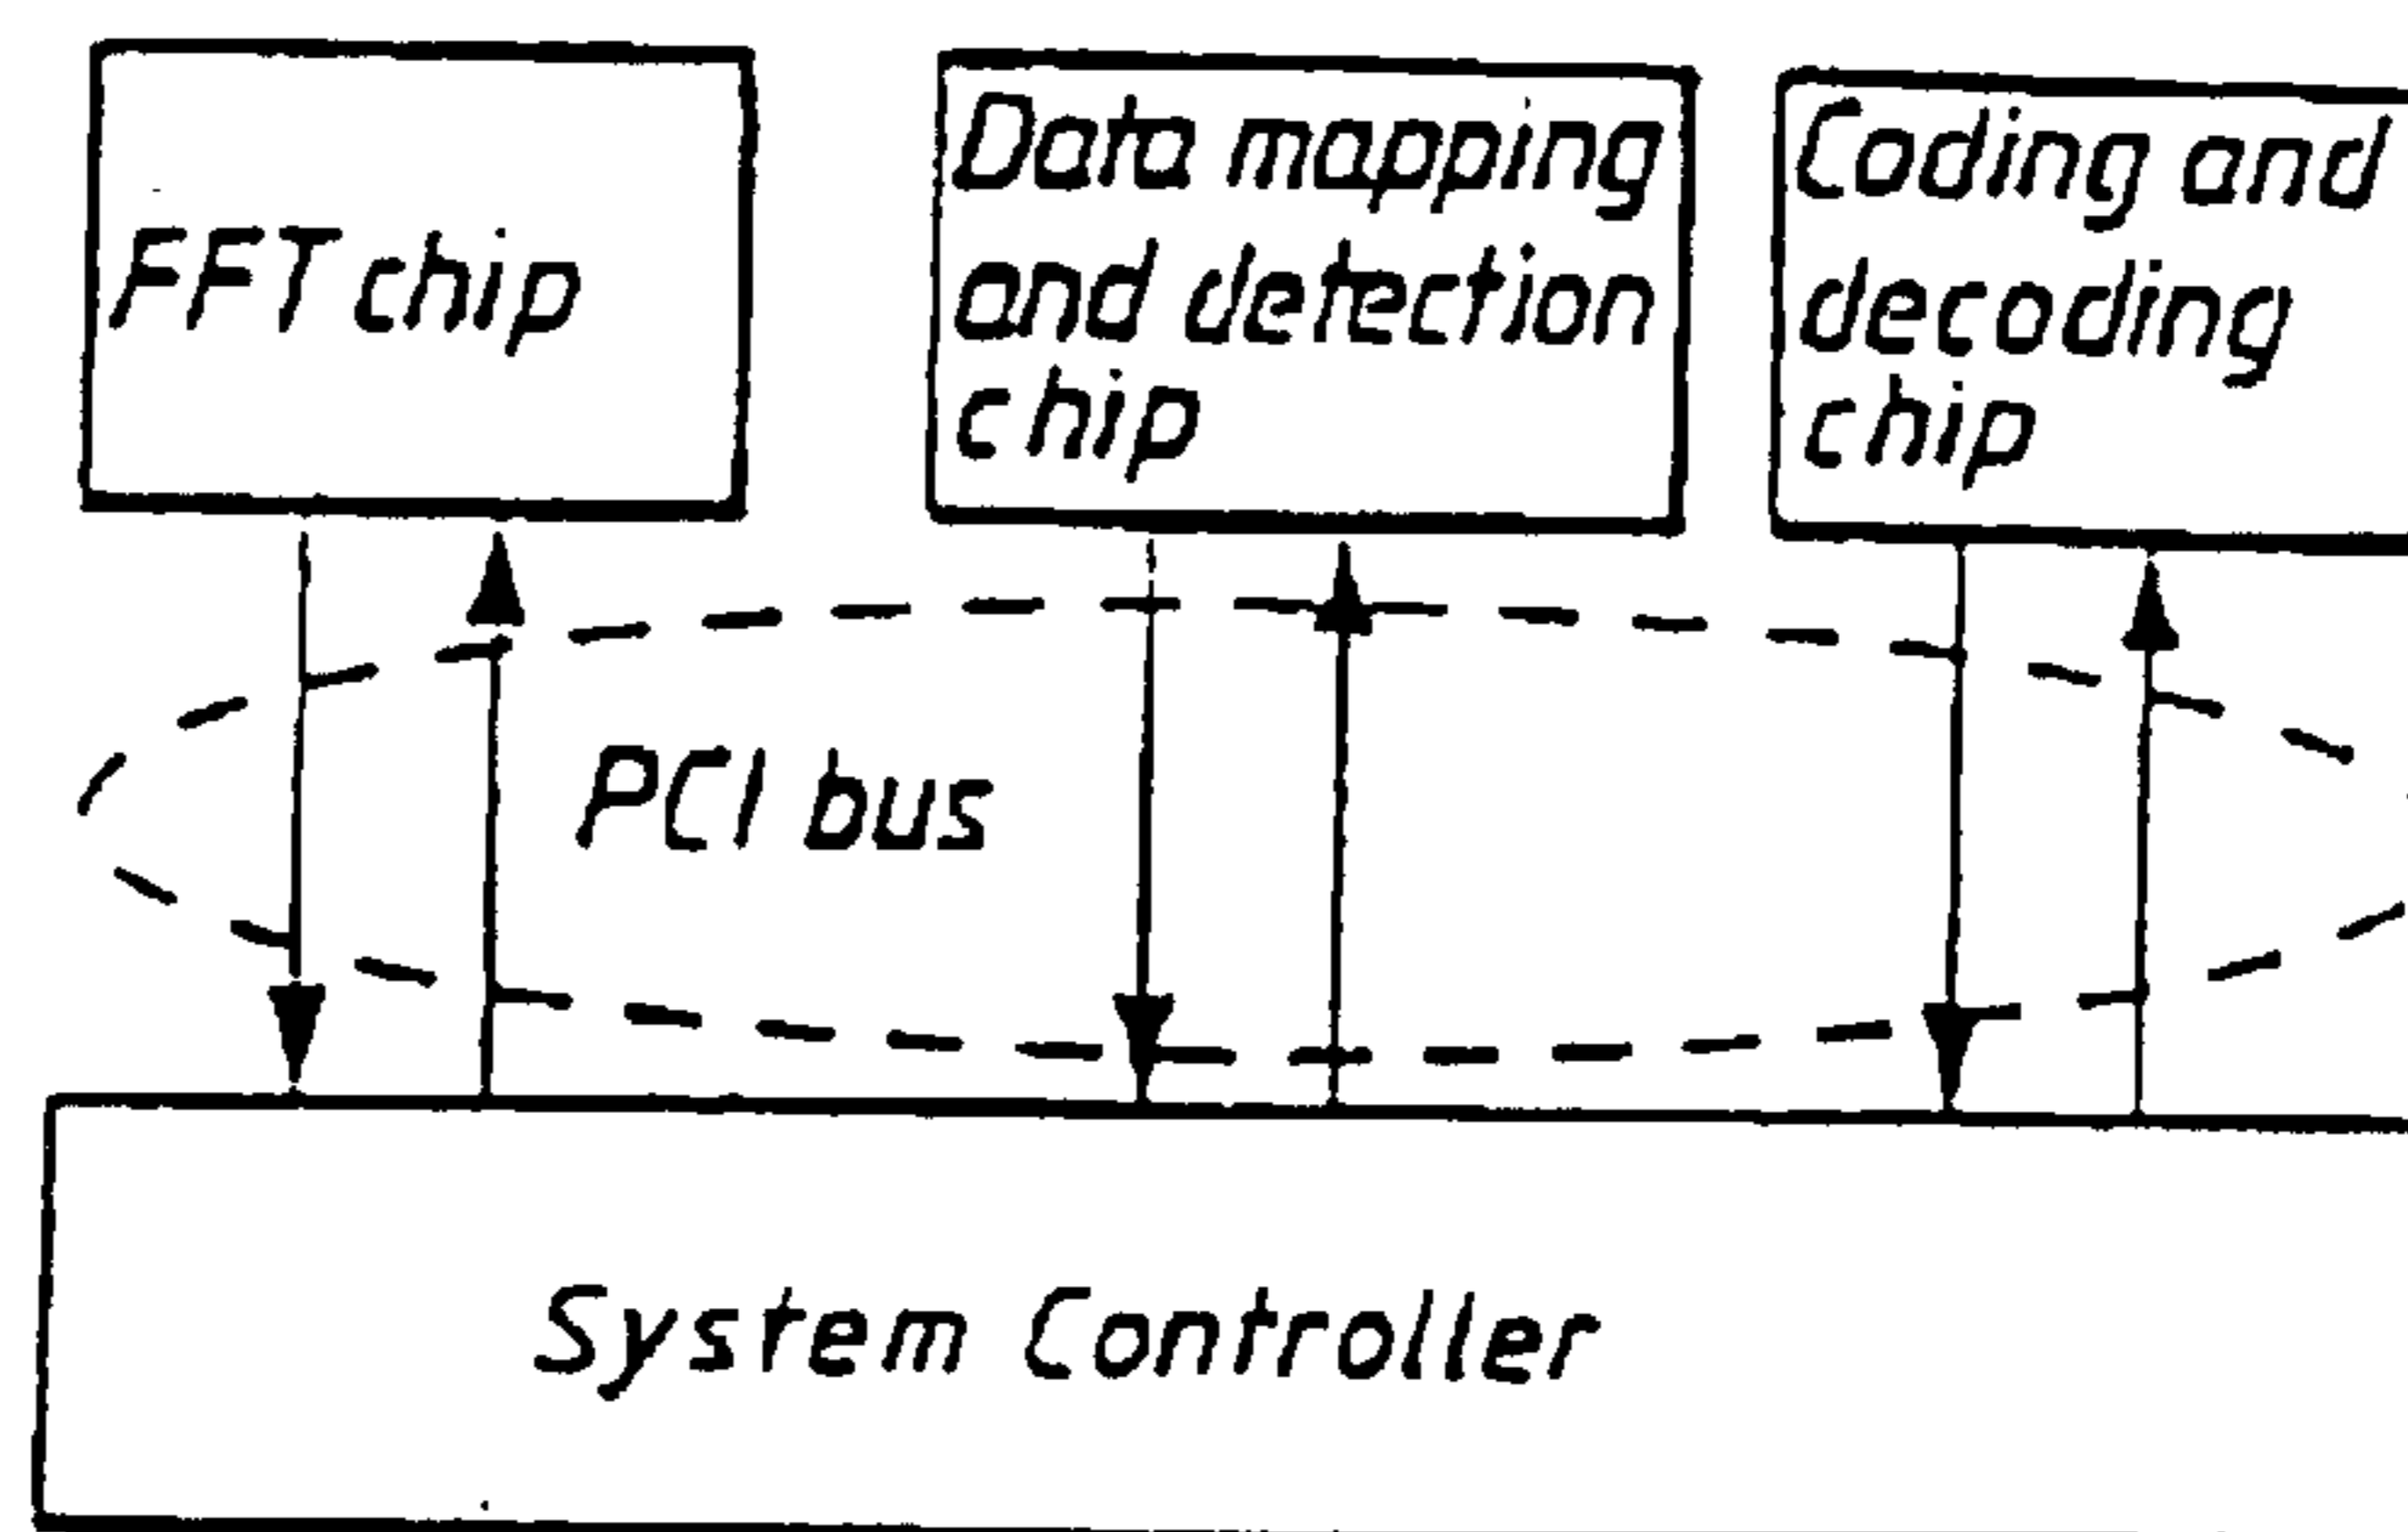 FFT chip
Data mapping
and detection
chip
Coding and
decoding
chip
PCI bus
System Controller